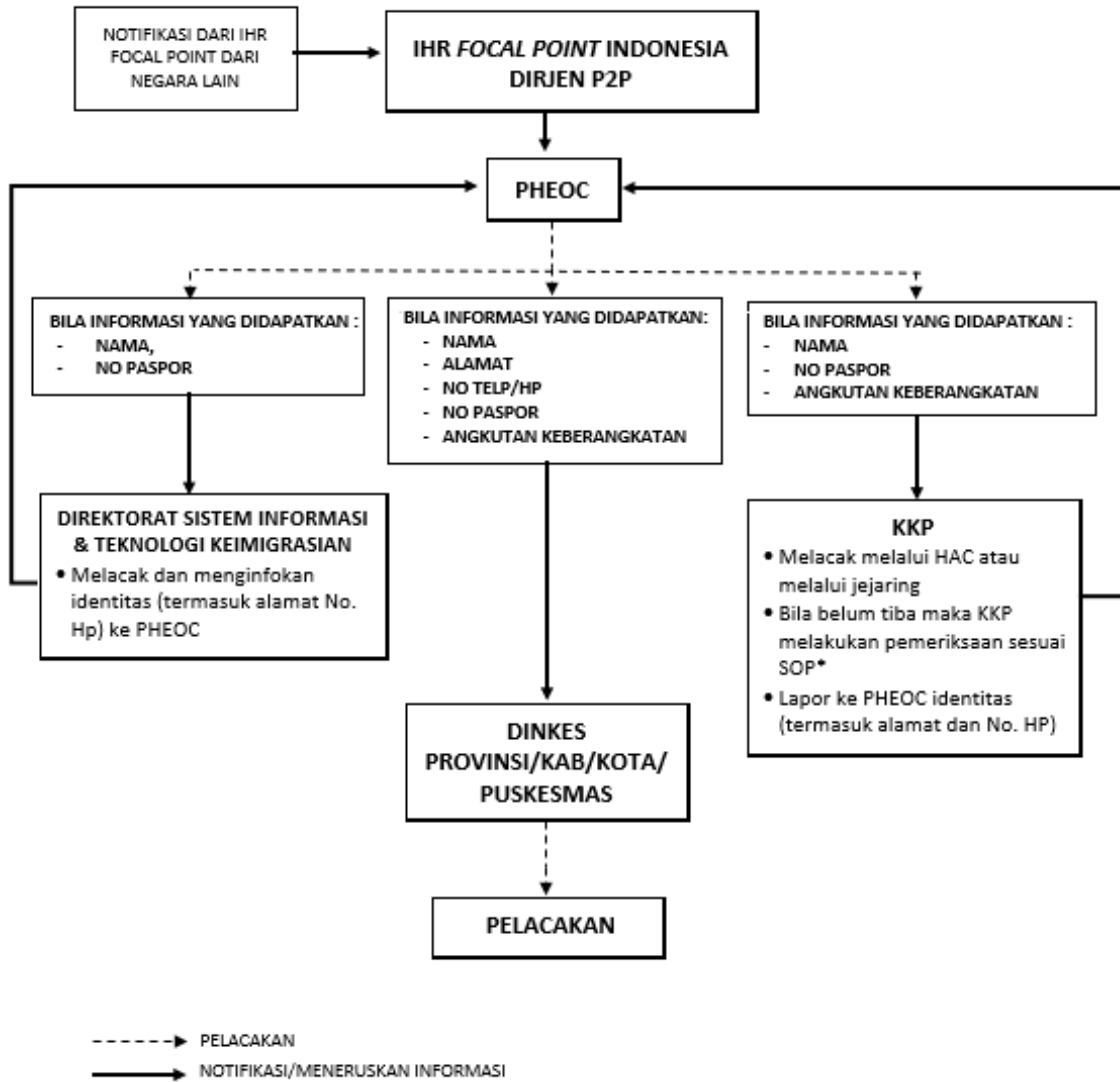 NOTIFIKASI DARI IHR
FOCAL POINT DARI
NEGARA LAIN
IHR FOCAL POINT INDONESIA
DIRJEN P2P
PHEOC
BILA INFORMASI YANG DIDAPATKAN :
- NAMA,
- NO PASPOR
BILA INFORMASI YANG DIDAPATKAN:
- NAMA
- ALAMAT
- NO TELP/HP
- NO PASPOR
- ANGKUTAN KEBERANGKATAN
BILA INFORMASI YANG DIDAPATKAN :
- NAMA
- NO PASPOR
- ANGKUTAN KEBERANGKATAN
DIREKTORAT SISTEM INFORMASI
& TEKNOLOGI KEIMIGRASIAN
• Melacak dan menginfokan
identitas (termasuk alamat No.
Hp) ke PHEOC
KKP
• Melacak melalui HAC atau
melalui jejaring
• Bila belum tiba maka KKP
melakukan pemeriksaan sesuai
SOP*
• Lapor ke PHEOC identitas
(termasuk alamat dan No. HP)
DINKES
PROVINSI/KAB/KOTA/
PUSKESMAS
PELACAKAN
PELACAKAN
NOTIFIKASI/MENERUSKAN INFORMASI